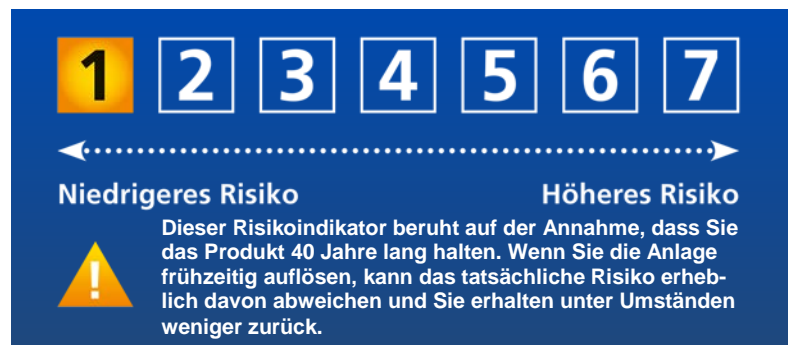 1 2 3 4 5 6 7
Niedrigeres Risiko Höheres Risiko
Dieser Risikoindikator beruht auf der Annahme, dass Sie
das Produkt 40 Jahre lang halten. Wenn Sie die Anlage
frühzeitig auflösen, kann das tatsächliche Risiko erheb-
lich davon abweichen und Sie erhalten unter Umständen
weniger zurück.